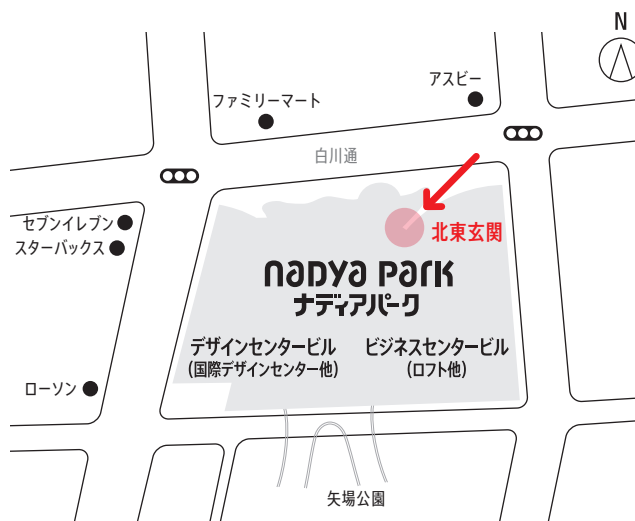 N
アスビー
ファミリーマート
白川通
セブンイレブン
スターバックス
北東玄関
nadya Park
ナディアパーク
デザインセンタービル
(国際デザインセンター他)
ビジネスセンタービル
(ロフト他)
ローソン
矢場公園